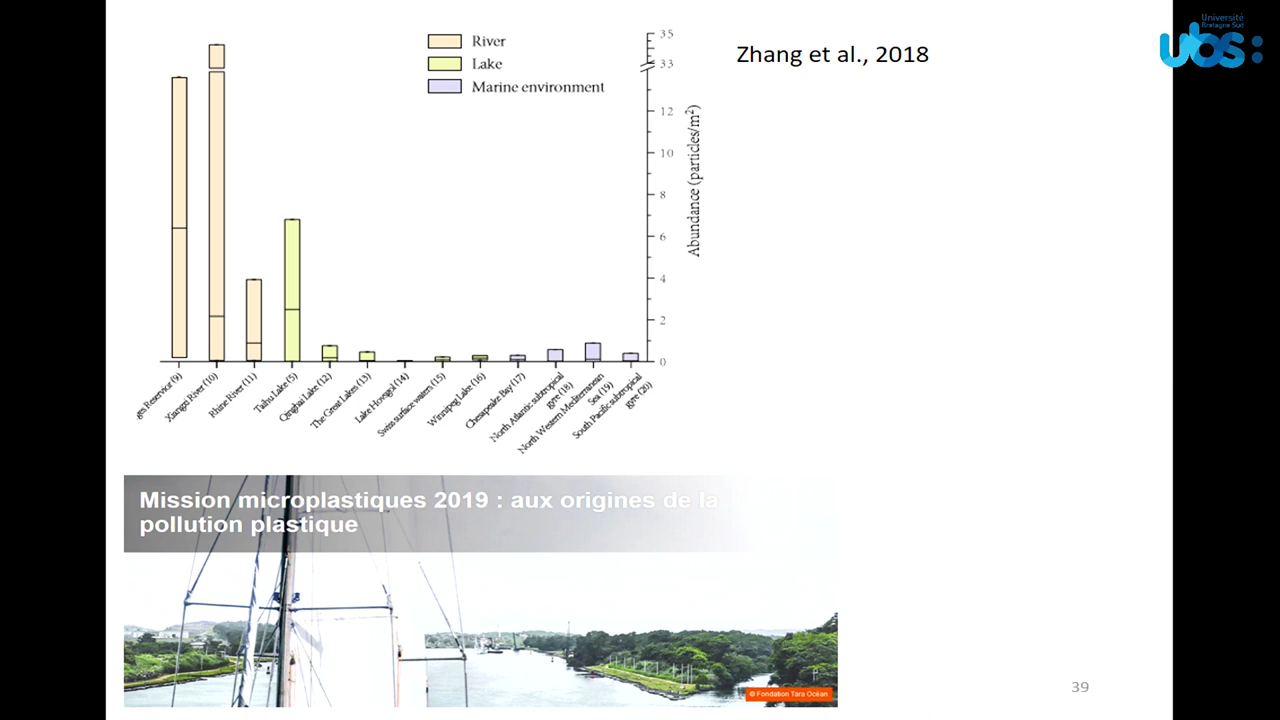 River
Lake
Marine environment
35
33
12
10
8
6
4
2
0
Abundance (particles/m²)
Zhang et al., 2018
Université
Bretagne Sud
ubs:
ges Reservoir (9)
Xiangxi River (10)
Rhine River (11)
Taihu Lake (5)
Qinghai Lake (12)
The Great Lakes (13)
Lake Hovsgol (14)
Swiss surface waters (15)
Winnipeg Lake (16)
Chesapeake Bay (17)
North Atlantic subtropical
gyre (18)
North Western Mediterranean
Sea (19)
South Pacific subtropical
gyre (20)
Mission microplastiques 2019 : aux origines de la
pollution plastique
© Fondation Tara Océan
39